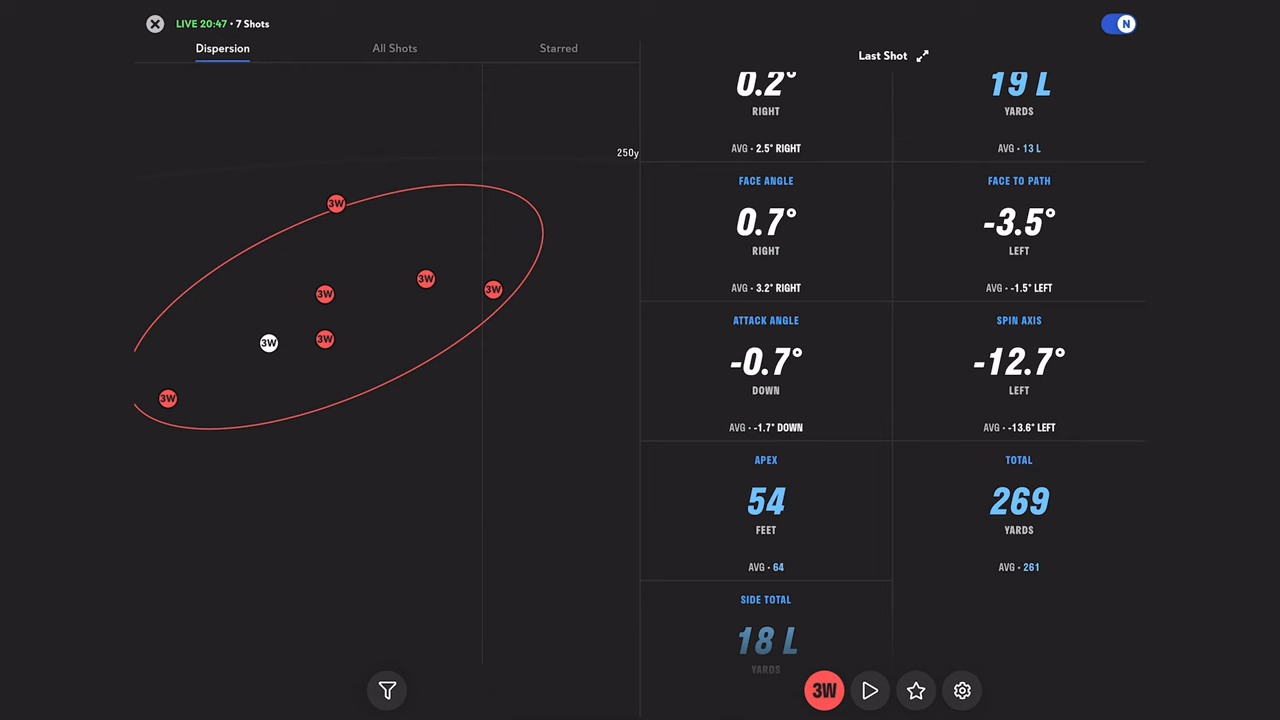 LIVE 20:47 • 7 Shots
N
Dispersion
All Shots
Starred
250y
3W
3W
3W
3W
3W
3W
3W
Last Shot
0.2°
RIGHT
AVG • 2.5° RIGHT
19 L
YARDS
AVG • 13 L
FACE ANGLE
0.7°
RIGHT
AVG • 3.2° RIGHT
FACE TO PATH
-3.5°
LEFT
AVG • -1.5° LEFT
ATTACK ANGLE
-0.7°
DOWN
AVG • -1.7° DOWN
SPIN AXIS
-12.7°
LEFT
AVG • -13.6° LEFT
APEX
54
FEET
AVG • 64
TOTAL
269
YARDS
AVG • 261
SIDE TOTAL
18 L
YARDS
3W